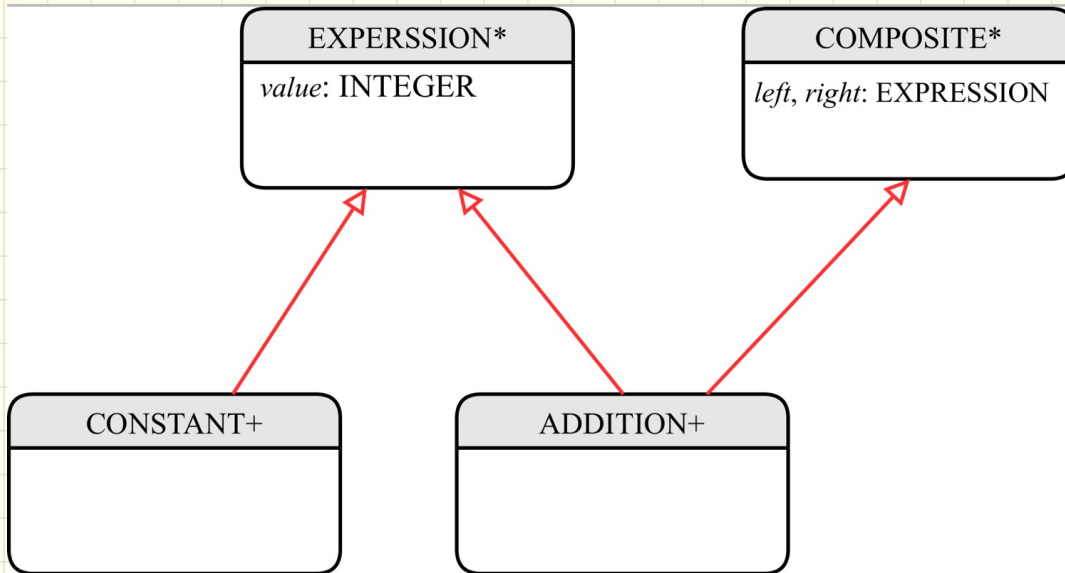 EXPERSSION*
value: INTEGER
COMPOSITE*
left, right: EXPRESSION
CONSTANT+
ADDITION+